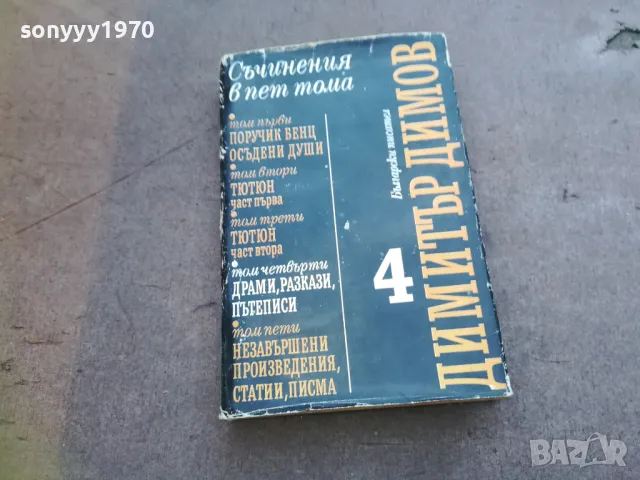 sonyyy1970
Съчинения
в пет тома
• том първи
ПОРУЧИК БЕНЦ
ОСЪДЕНИ ДУШИ
• том втори
ТЮТЮН
част първа
• том трети
ТЮТЮН
част втора
• том четвърти
ДРАМИ, РАЗКАЗИ,
ПЪТЕПИСИ
• том пети
НЕЗАВЪРШЕНИ
ПРОИЗВЕДЕНИЯ,
СТАТИИ, ПИСМА
4
Български писател
ДИМИТЪР ДИМОВ
BAZAR